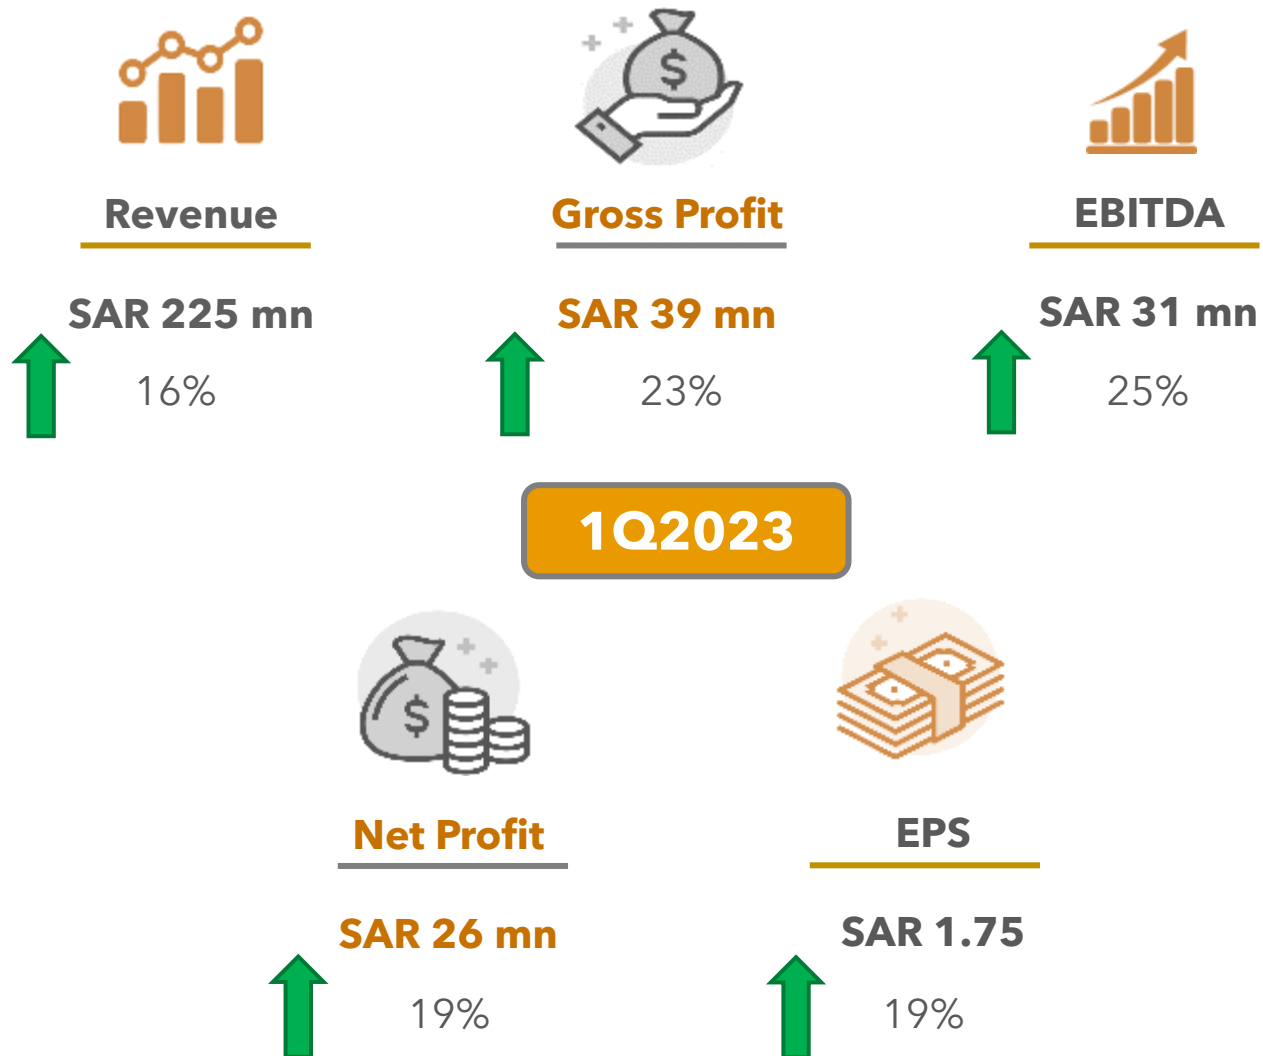 Revenue
SAR 225 mn
16%
Gross Profit
SAR 39 mn
23%
EBITDA
SAR 31 mn
25%
1Q2023
Net Profit
SAR 26 mn
19%
EPS
SAR 1.75
19%